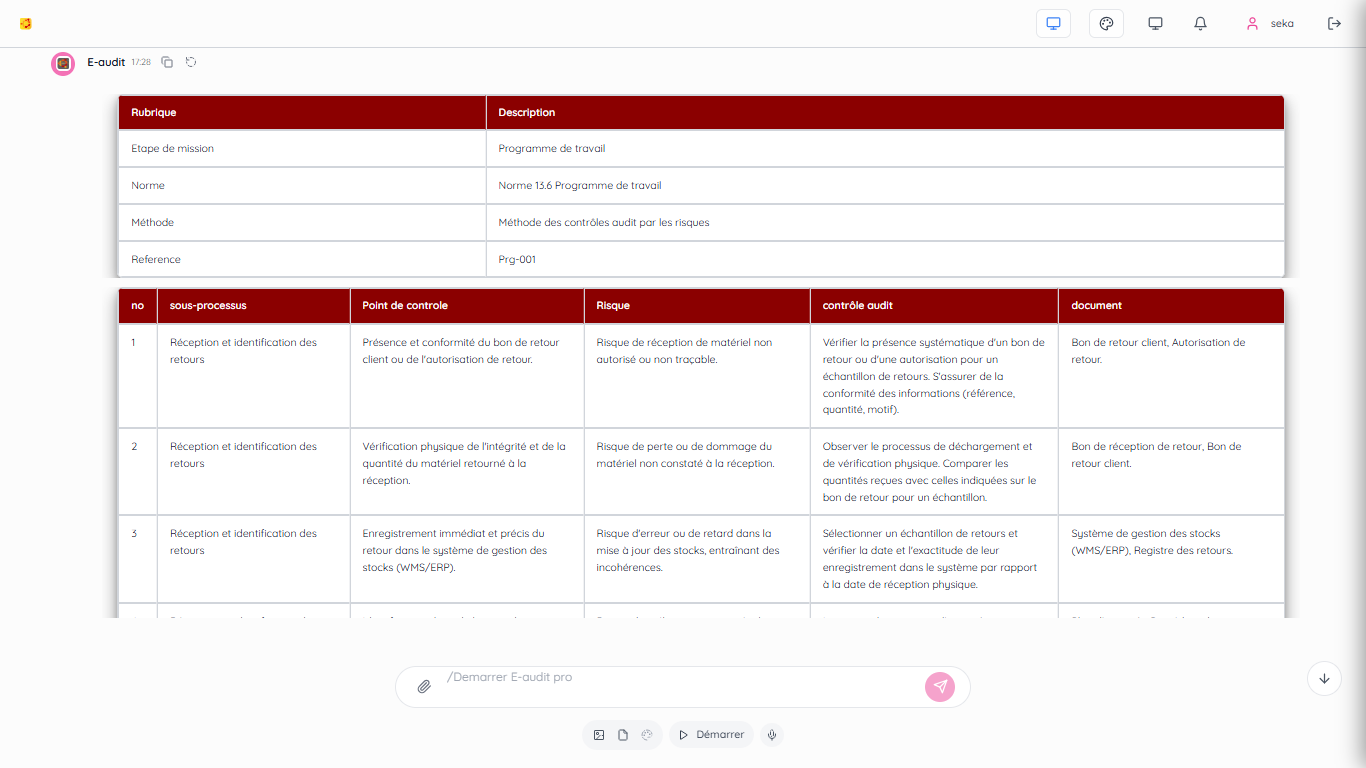 seka
E-audit 17:28
Rubrique Description
Etape de mission Programme de travail
Norme Norme 13.6 Programme de travail
Méthode Méthode des contrôles audit par les risques
Reference Prg-001
no sous-processus Point de controle Risque contrôle audit document
1 Réception et identification des Présence et conformité du bon de retour Risque de réception de matériel non Vérifier la présence systématique d'un bon de Bon de retour client, Autorisation de
retours client ou de l'autorisation de retour. autorisé ou non traçable. retour ou d'une autorisation pour un retour.
échantillon de retours. S'assurer de la
conformité des informations (référence,
quantité, motif).
2 Réception et identification des Vérification physique de l'intégrité et de la Risque de perte ou de dommage du Observer le processus de déchargement et Bon de réception de retour, Bon de
retours quantité du matériel retourné à la matériel non constaté à la réception. de vérification physique. Comparer les retour client.
réception. quantités reçues avec celles indiquées sur le
bon de retour pour un échantillon.
3 Réception et identification des Enregistrement immédiat et précis du Risque d'erreur ou de retard dans la Sélectionner un échantillon de retours et Système de gestion des stocks
retours retour dans le système de gestion des mise à jour des stocks, entraînant des vérifier la date et l'exactitude de leur (WMS/ERP), Registre des retours.
stocks (WMS/ERP). incohérences. enregistrement dans le système par rapport
à la date de réception physique.
/Demarrer E-audit pro
Démarrer